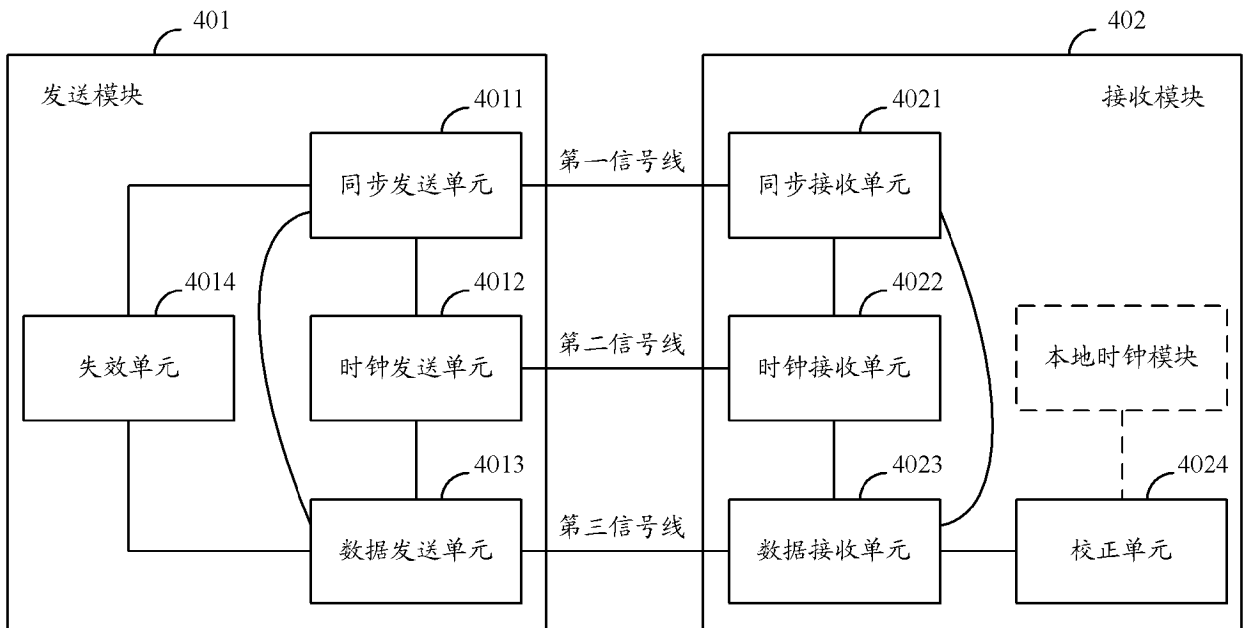 401
402
发送模块
接收模块
4011
4021
同步发送单元
第一信号线
同步接收单元
4014
4012
4022
失效单元
时钟发送单元
第二信号线
时钟接收单元
本地时钟模块
4013
4023
4024
数据发送单元
第三信号线
数据接收单元
校正单元